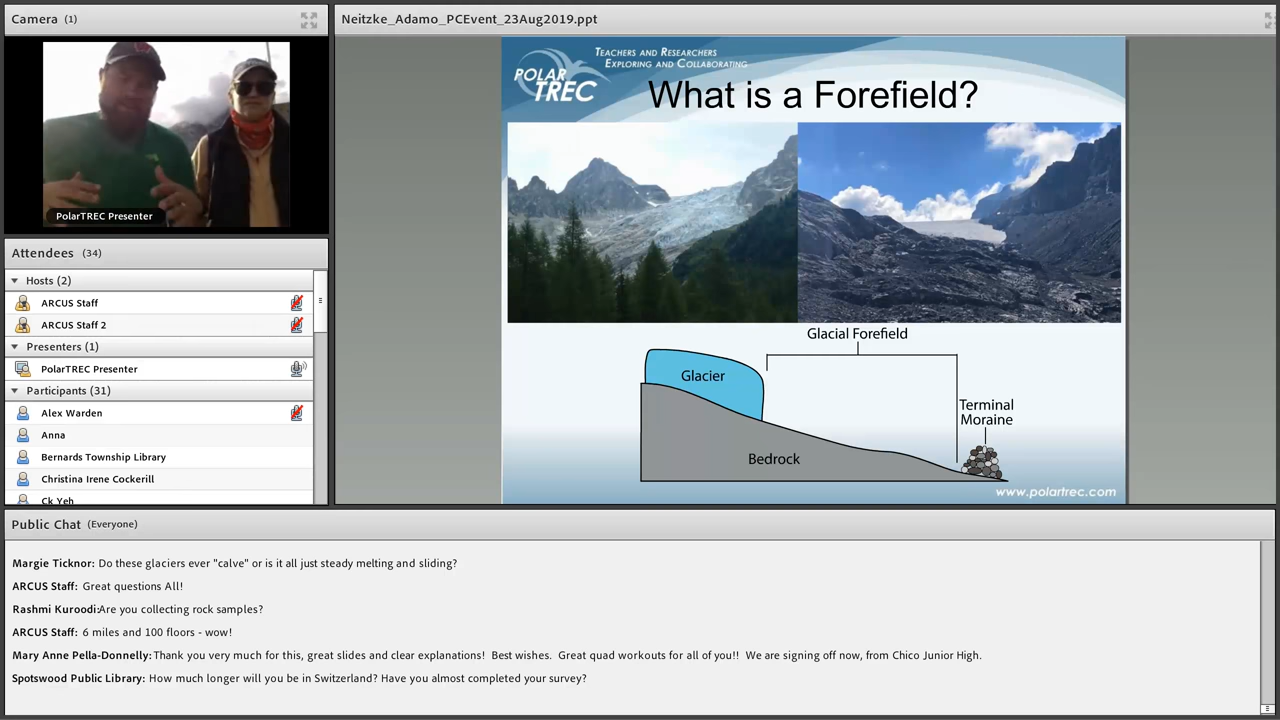 Camera (1)
PolarTREC Presenter
Attendees (34)
Hosts (2)
ARCUS Staff
ARCUS Staff 2
Presenters (1)
PolarTREC Presenter
Participants (31)
Alex Warden
Anna
Bernards Township Library
Christina Irene Cockerill
Ck Yeh
Neitzke_Adamo_PCEvent_23Aug2019.ppt
POLAR
TREC
TEACHERS AND RESEARCHERS
EXPLORING AND COLLABORATING
What is a Forefield?
Glacial Forefield
Glacier
Terminal
Moraine
Bedrock
www.polartrec.com
Public Chat (Everyone)
Margie Ticknor: Do these glaciers ever "calve" or is it all just steady melting and sliding?
ARCUS Staff: Great questions All!
Rashmi Kuroodi:Are you collecting rock samples?
ARCUS Staff: 6 miles and 100 floors - wow!
Mary Anne Pella-Donnelly: Thank you very much for this, great slides and clear explanations!  Best wishes.  Great quad workouts for all of you!!  We are signing off now, from Chico Junior High.
Spotswood Public Library: How much longer will you be in Switzerland? Have you almost completed your survey?